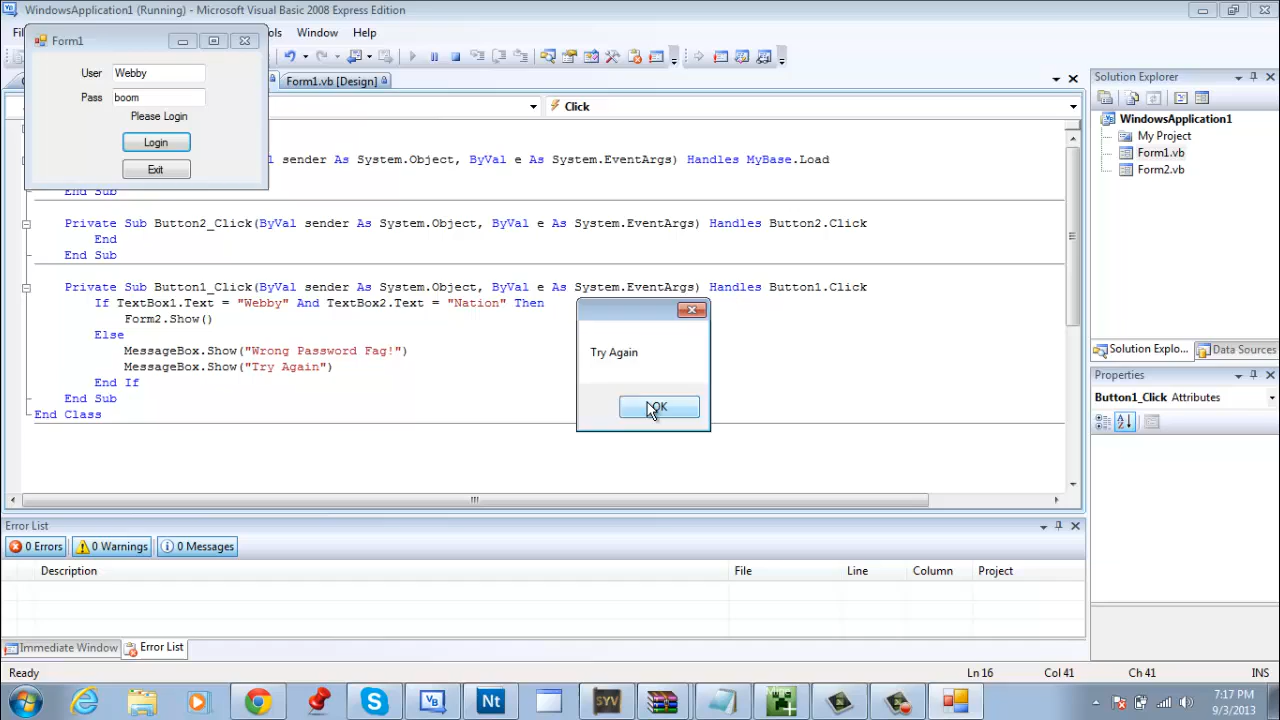 WindowsApplication1 (Running) - Microsoft Visual Basic 2008 Express Edition
ols Window Help
Form1
User Webby
Pass boom
Please Login
Login
Exit
Form1.vb [Design]
Click
sender As System.Object, ByVal e As System.EventArgs) Handles MyBase.Load
End Sub
Private Sub Button2_Click(ByVal sender As System.Object, ByVal e As System.EventArgs) Handles Button2.Click
End
End Sub
Private Sub Button1_Click(ByVal sender As System.Object, ByVal e As System.EventArgs) Handles Button1.Click
If TextBox1.Text = "Webby" And TextBox2.Text = "Nation" Then
Form2.Show()
Else
MessageBox.Show("Wrong Password Fag!")
MessageBox.Show("Try Again")
End If
End Sub
End Class
Try Again
OK
Solution Explorer
WindowsApplication1
My Project
Form1.vb
Form2.vb
Solution Explo...
Data Sources
Properties
Button1_Click Attributes
Error List
0 Errors
0 Warnings
0 Messages
Description File Line Column Project
Immediate Window
Error List
Ready Ln 16 Col 41 Ch 41 INS
VB
Nt
SYV
7:17 PM
9/3/2013